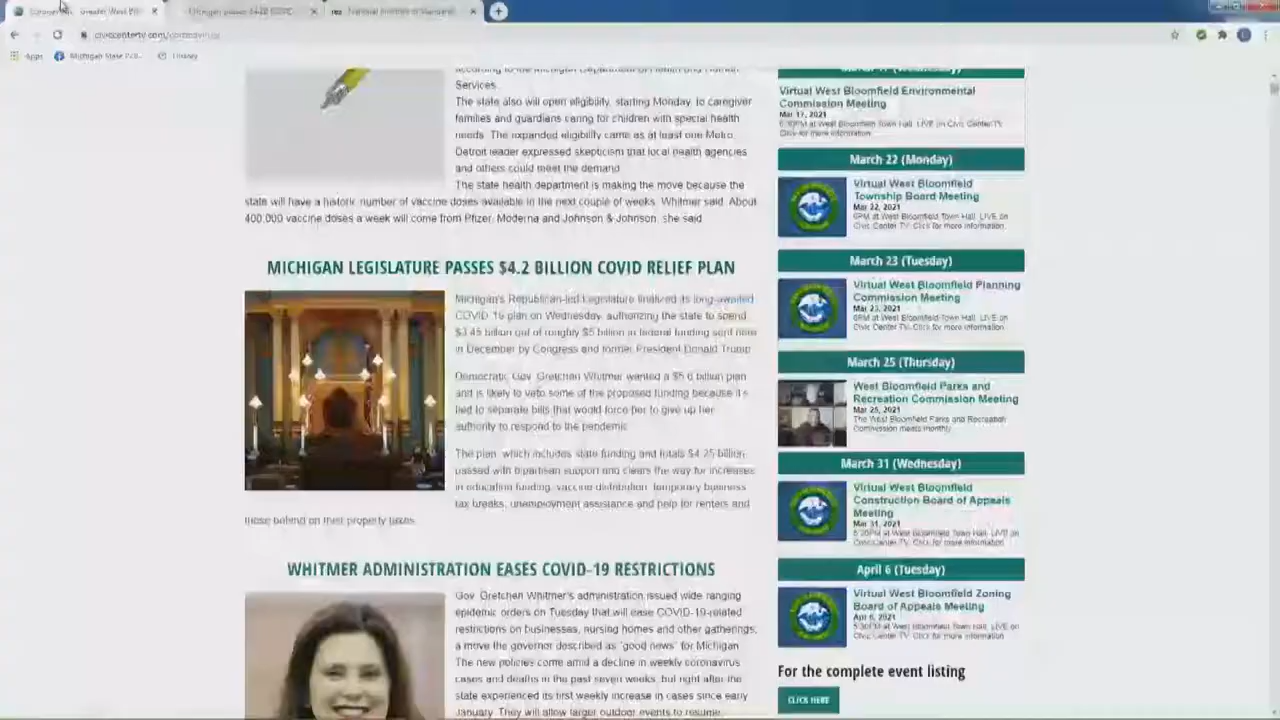 Greater West
Michigan passes $4.2B
civiccentertv.com/coronavirus
Apps
Services.
The state also will open eligibility, starting Monday, to caregiver
families and guardians caring for children with special health
needs. The expanded eligibility came as at least one Metro
Detroit leader expressed skepticism that local health agencies
and others could meet the demand.
The state health department is making the move because the
state will have a historic number of vaccine doses available in the next couple of weeks, Whitmer said. About
400,000 vaccine doses a week will come from Pfizer, Moderna and Johnson & Johnson, she said.
MICHIGAN LEGISLATURE PASSES $4.2 BILLION COVID RELIEF PLAN
Michigan's Republican-led Legislature finalized its long-awaited
COVID-19 plan on Wednesday, authorizing the state to spend
$3.45 billion out of roughly $5 billion in federal funding sent here
in December by Congress and former President Donald Trump.
Democratic Gov. Gretchen Whitmer wanted a $5.6 billion plan
and is likely to veto some of the proposed funding because it's
tied to separate bills that would force her to give up her
authority to respond to the pandemic.
The plan, which includes state funding and totals $4.25 billion,
passed with bipartisan support and clears the way for increases
in education funding, vaccine distribution, temporary business
tax breaks, unemployment assistance and help for renters and
those behind on their property taxes.
WHITMER ADMINISTRATION EASES COVID-19 RESTRICTIONS
Gov. Gretchen Whitmer's administration issued wide ranging
epidemic orders on Tuesday that will ease COVID-19-related
restrictions on businesses, nursing homes and other gatherings,
a move the governor described as "good news" for Michigan.
The new policies come amid a decline in weekly coronavirus
cases and deaths in the past seven weeks, but right after the
state experienced its first weekly increase in cases since early
January. They will allow larger outdoor events to resume,
March 17 (Wednesday)
Virtual West Bloomfield Environmental
Commission Meeting
Mar 17, 2021
6:30PM at West Bloomfield Town Hall. LIVE on Civic Center TV.
Click for more information.
March 22 (Monday)
Virtual West Bloomfield
Township Board Meeting
Mar 22, 2021
6PM at West Bloomfield Town Hall. LIVE on
Civic Center TV. Click for more information.
March 23 (Tuesday)
Virtual West Bloomfield Planning
Commission Meeting
Mar 23, 2021
6PM at West Bloomfield Town Hall. LIVE on
Civic Center TV. Click for more information.
March 25 (Thursday)
West Bloomfield Parks and
Recreation Commission Meeting
Mar 25, 2021
The West Bloomfield Parks and Recreation
Commission meets monthly.
March 31 (Wednesday)
Virtual West Bloomfield
Construction Board of Appeals
Meeting
Mar 31, 2021
5:30PM at West Bloomfield Town Hall. LIVE on
Civic Center TV. Click for more information.
April 6 (Tuesday)
Virtual West Bloomfield Zoning
Board of Appeals Meeting
Apr 6, 2021
5:30PM at West Bloomfield Town Hall. LIVE on
Civic Center TV. Click for more information.
For the complete event listing
CLICK HERE